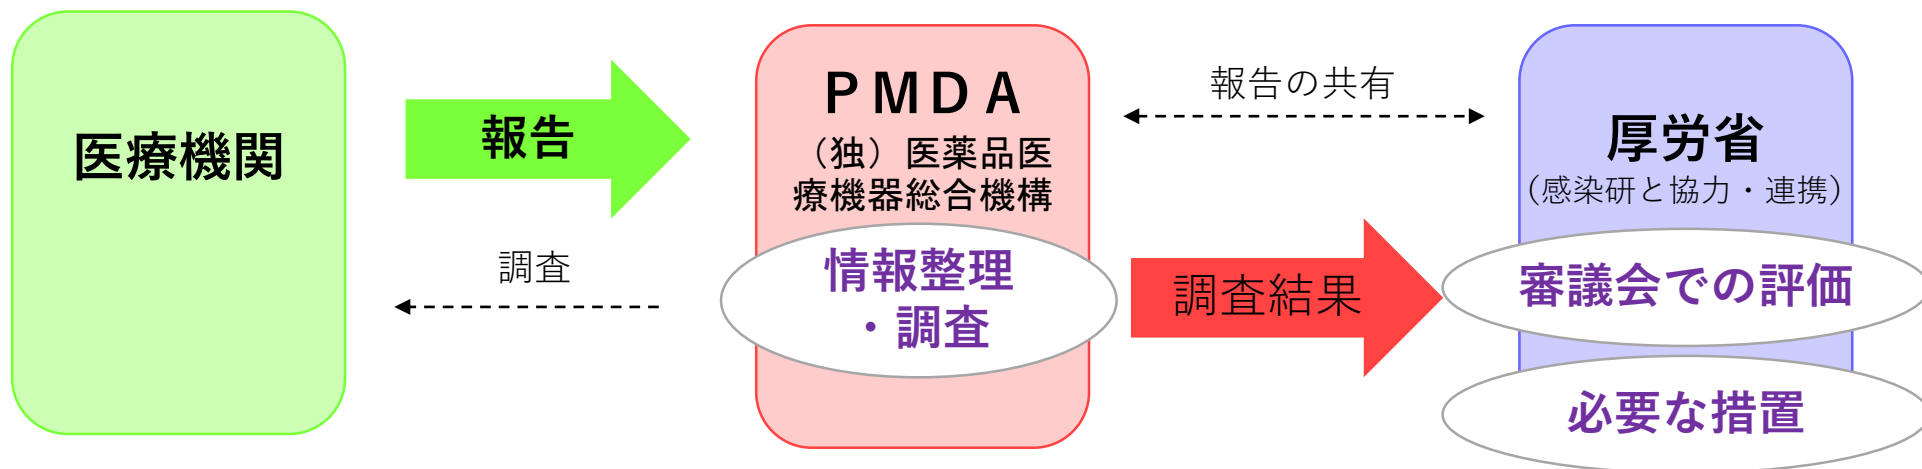 医療機関
報告
調査
ＰＭＤＡ
（独）医薬品医
療機器総合機構
情報整理
・調査
報告の共有
調査結果
厚労省
（感染研と協力・連携）
審議会での評価
必要な措置